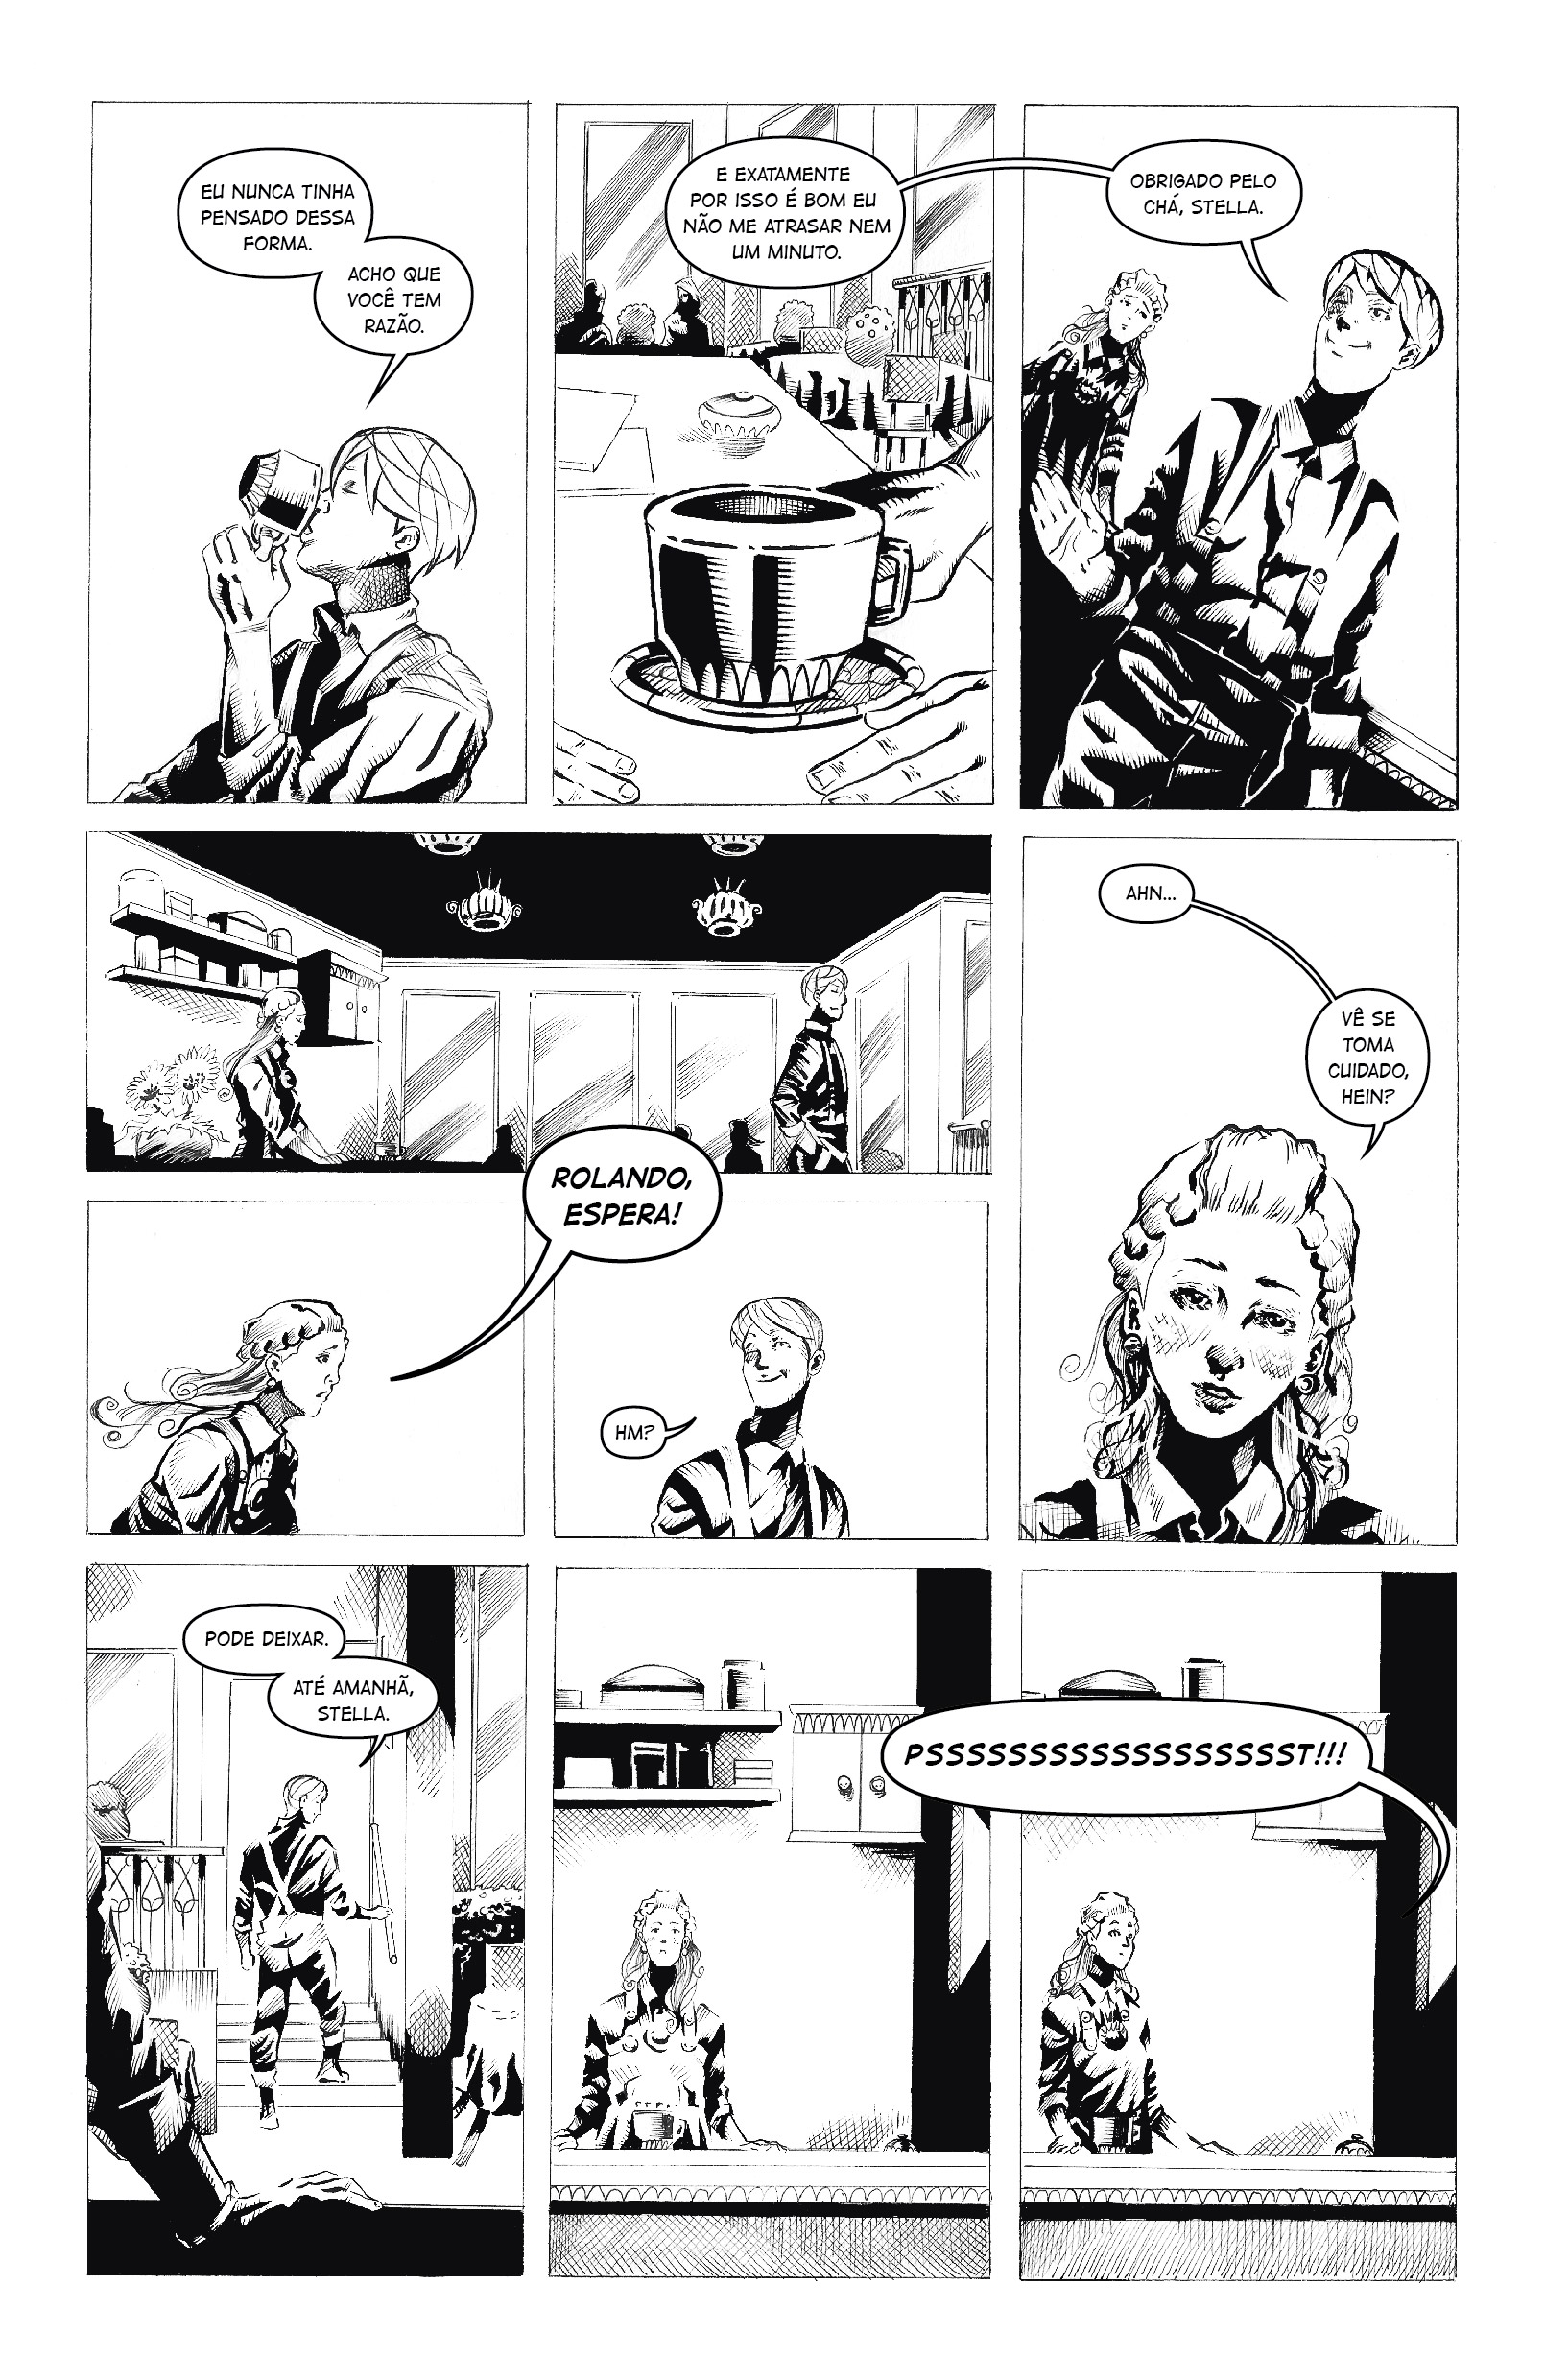 EU NUNCA TINHA
PENSADO DESSA
FORMA.
ACHO QUE
VOCÊ TEM
RAZÃO.
E EXATAMENTE
POR ISSO É BOM EU
NÃO ME ATRASAR NEM
UM MINUTO.
OBRIGADO PELO
CHÁ, STELLA.
ROLANDO,
ESPERA!
HM?
AHN...
VÊ SE
TOMA
CUIDADO,
HEIN?
PODE DEIXAR.
ATÉ AMANHÃ,
STELLA.
PSSSSSSSSSSSSSSSSSST!!!